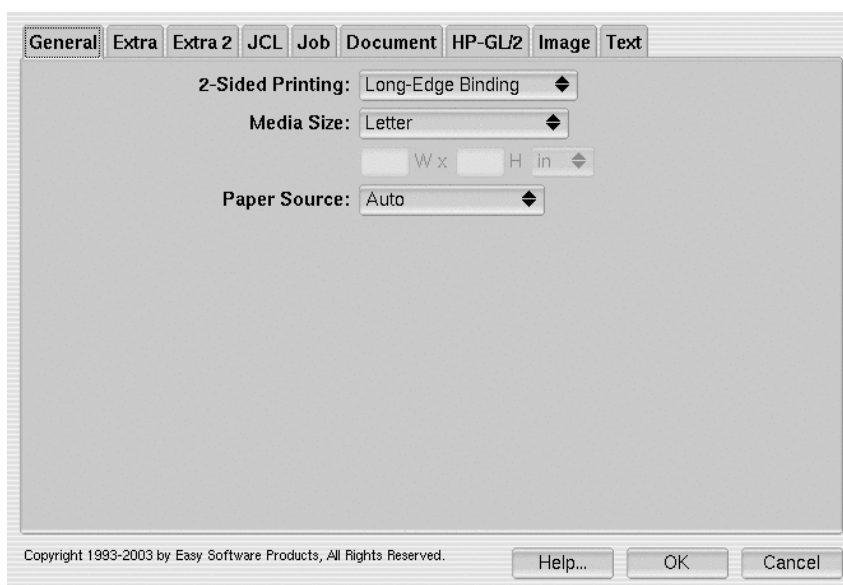 General Extra Extra 2 JCL Job Document HP-GL/2 Image Text
2-Sided Printing: Long-Edge Binding
Media Size: Letter
W x H in
Paper Source: Auto
Copyright 1993-2003 by Easy Software Products, All Rights Reserved. Help... OK Cancel